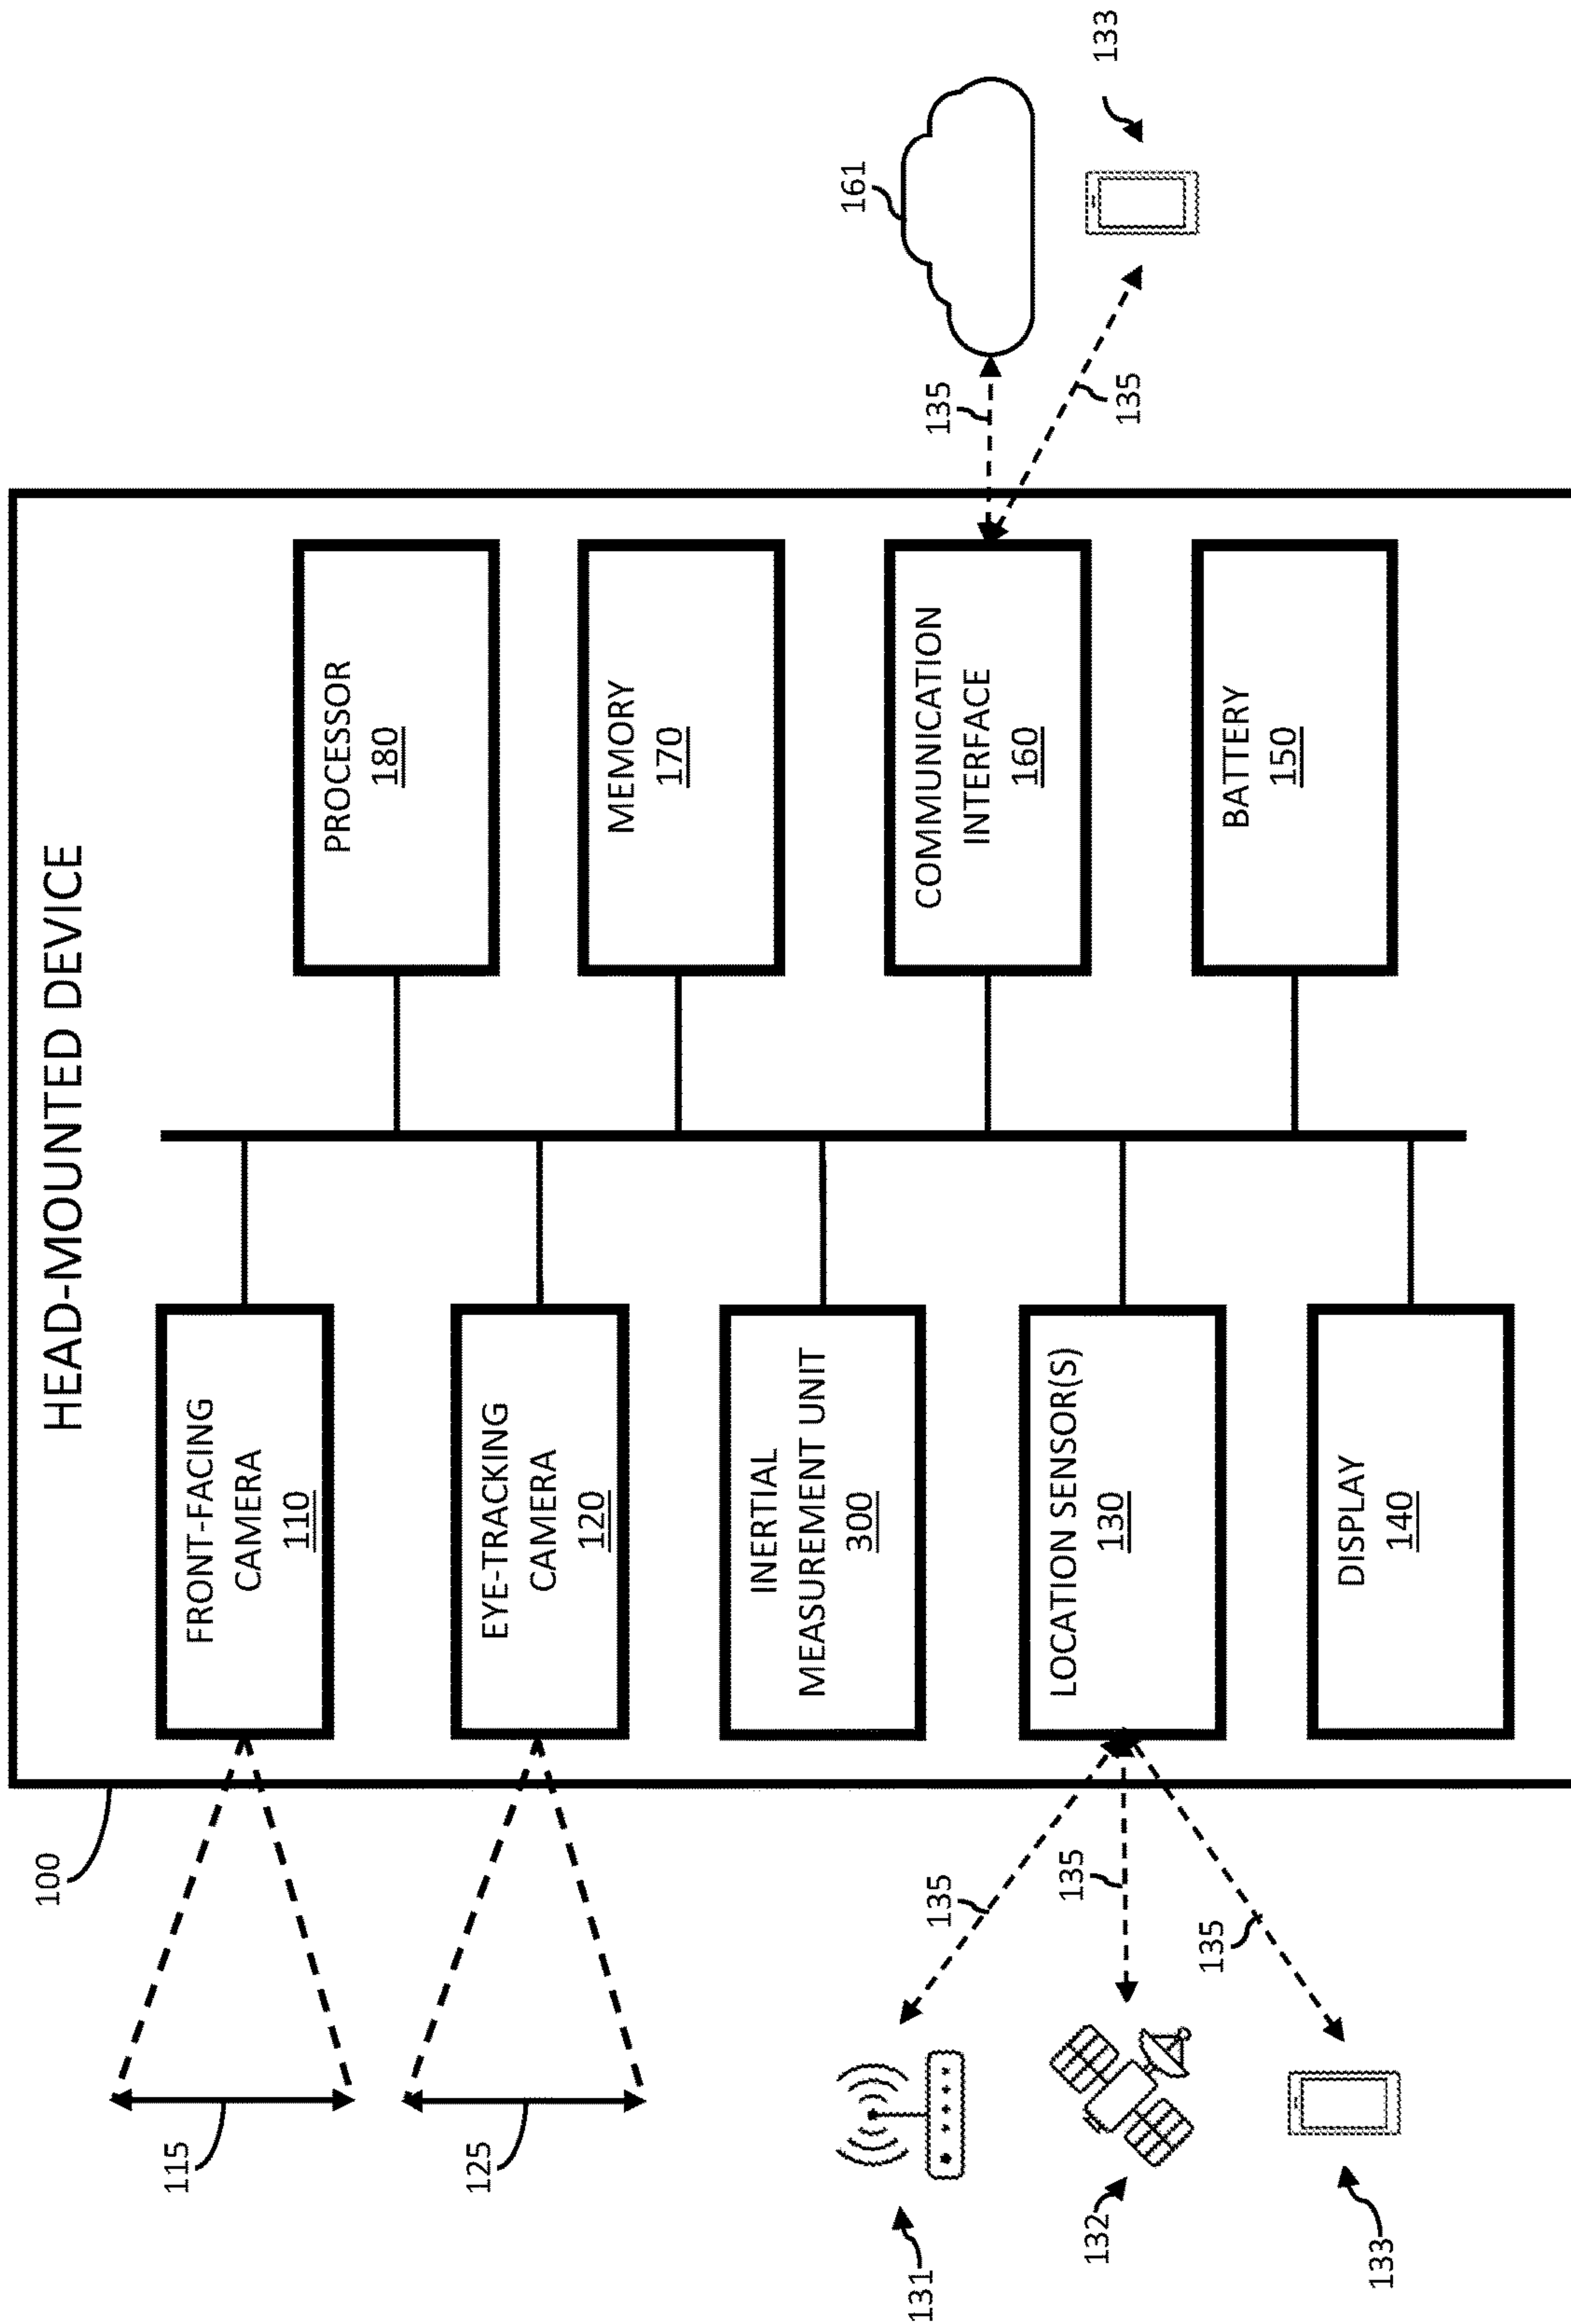 HEAD-MOUNTED DEVICE
100
115
FRONT-FACING
CAMERA
110
125
EYE-TRACKING
CAMERA
120
INERTIAL
MEASUREMENT UNIT
300
131
132
133
135
135
135
LOCATION SENSOR(S)
130
DISPLAY
140
PROCESSOR
180
MEMORY
170
COMMUNICATION
INTERFACE
160
BATTERY
150
135
135
161
133